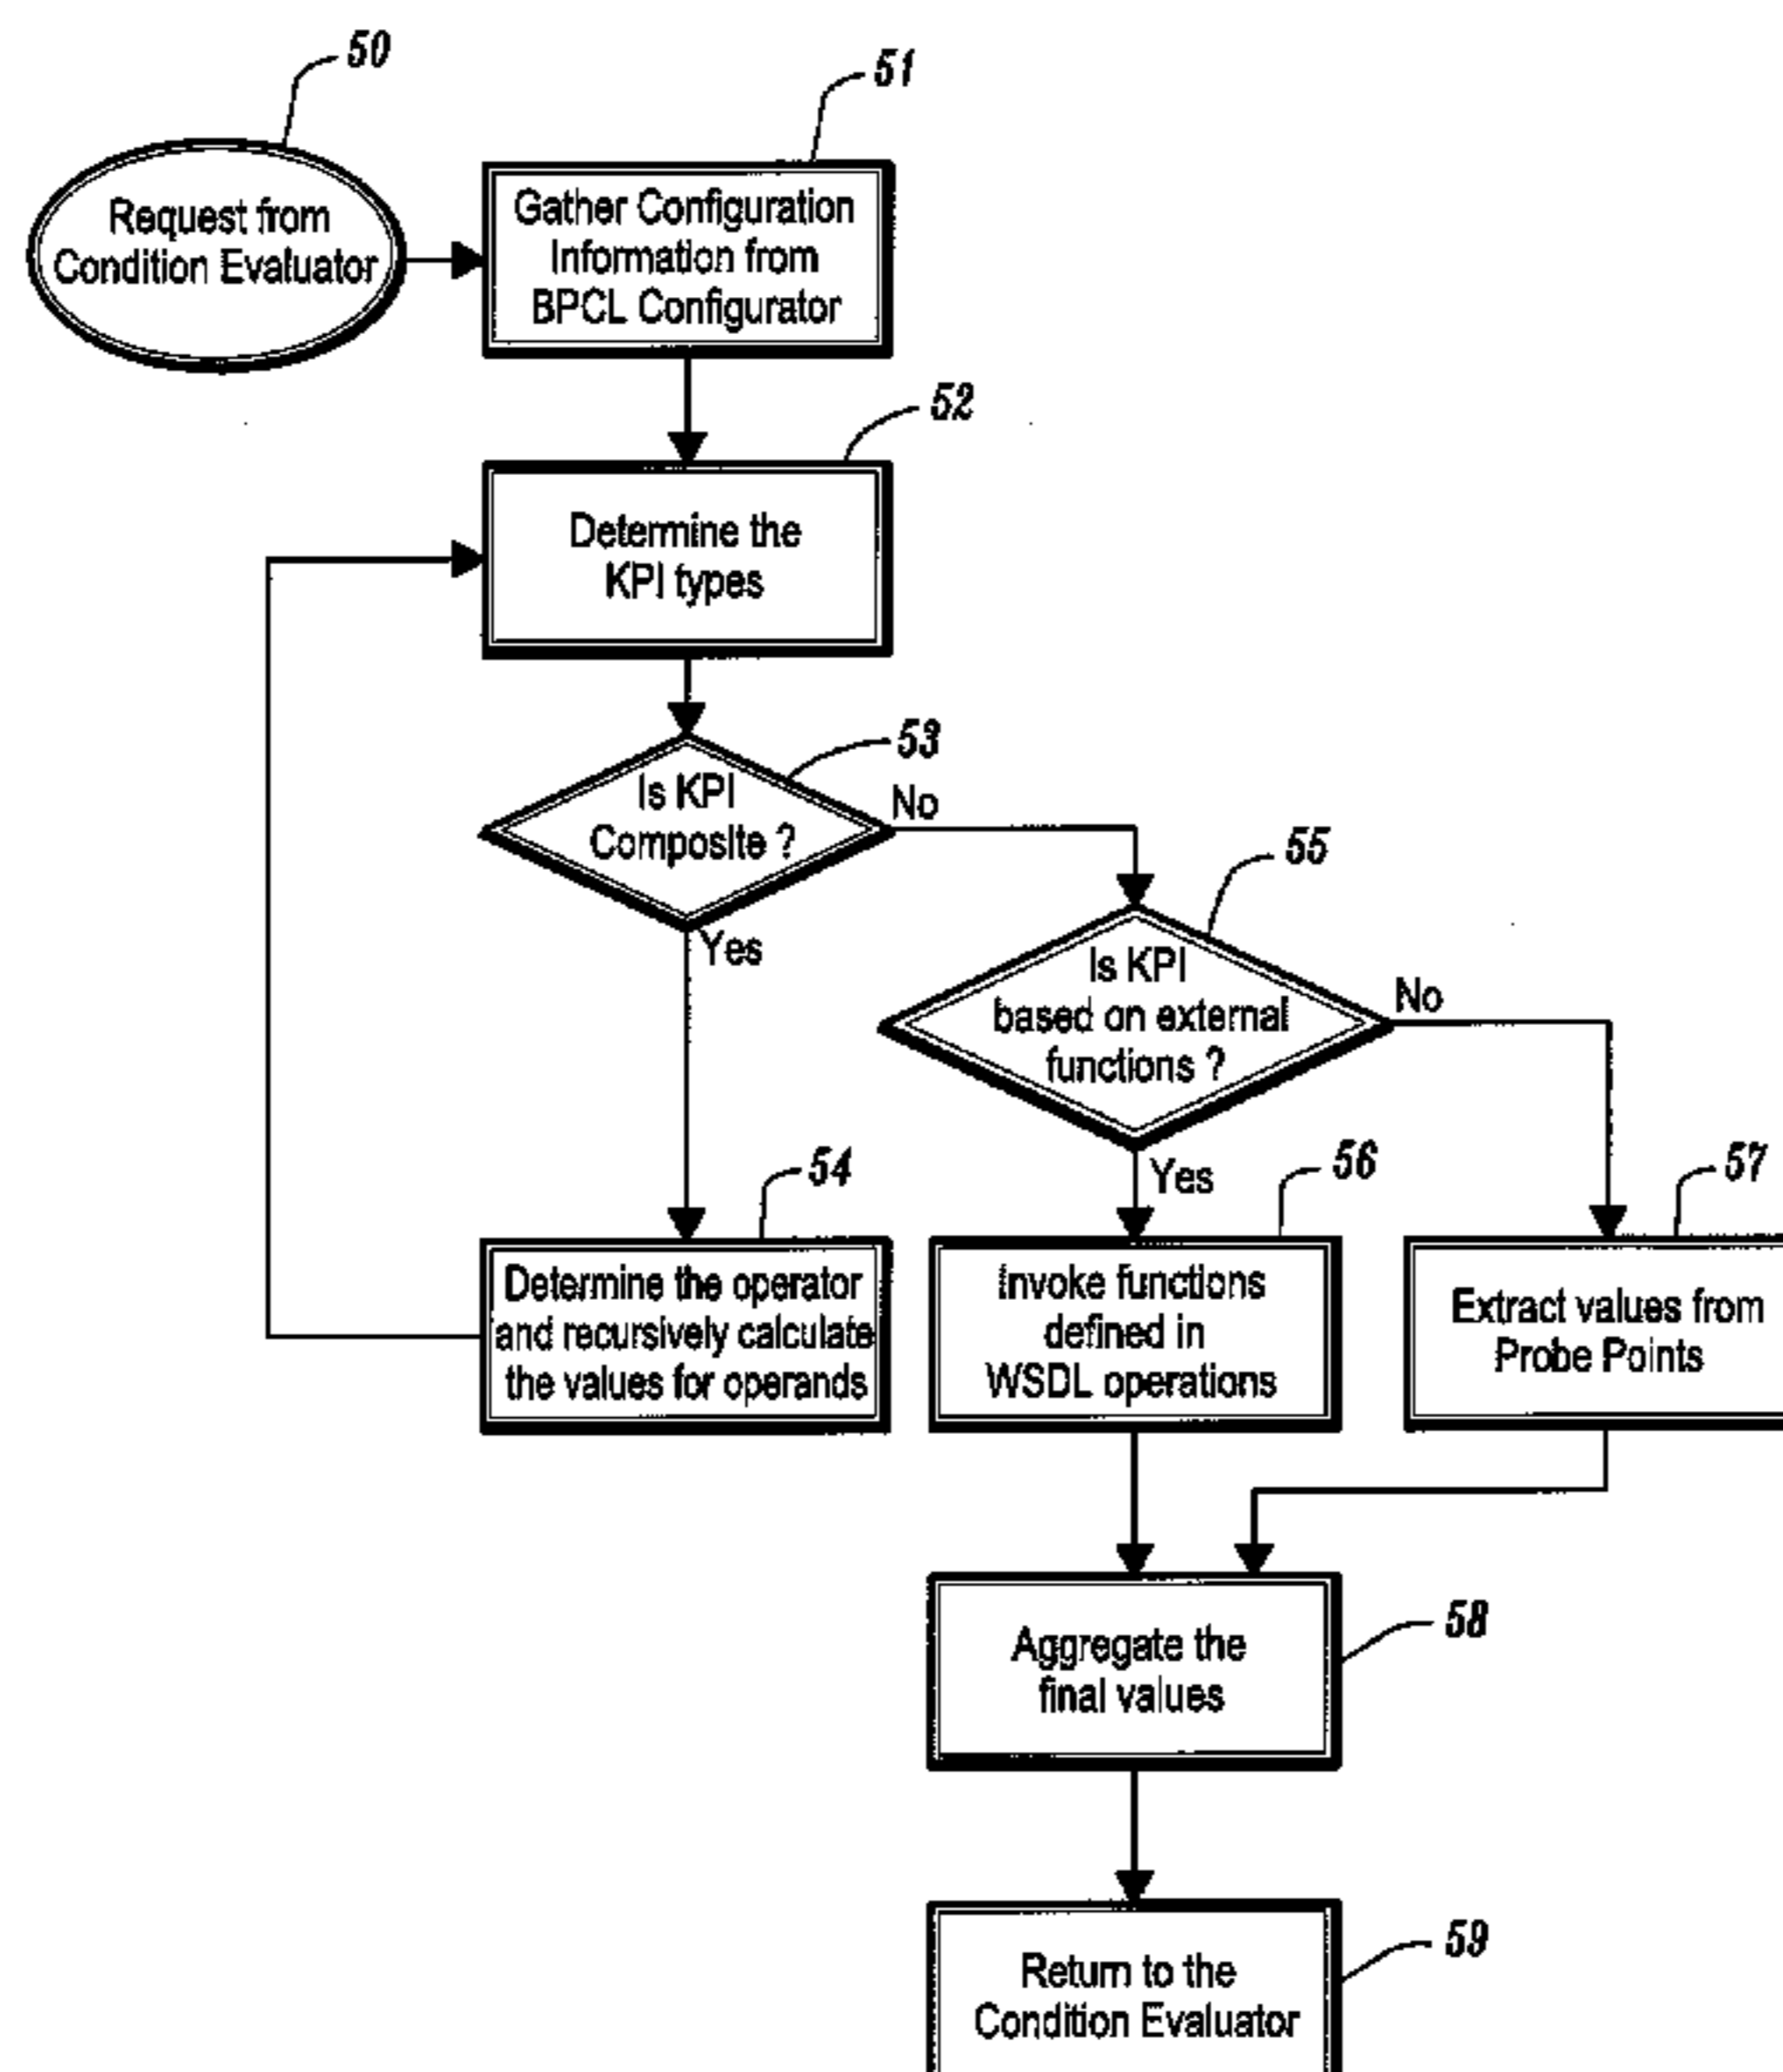 50
51
Request from
Condition Evaluator
Gather Configuration
Information from
BPCL Configurator
52
Determine the
KPI types
53
Is KPI
Composite ?
No
Yes
55
Is KPI
based on external
functions ?
No
Yes
54
56
57
Determine the operator
and recursively calculate
the values for operands
Invoke functions
defined in
WSDL operations
Extract values from
Probe Points
58
Aggregate the
final values
59
Return to the
Condition Evaluator